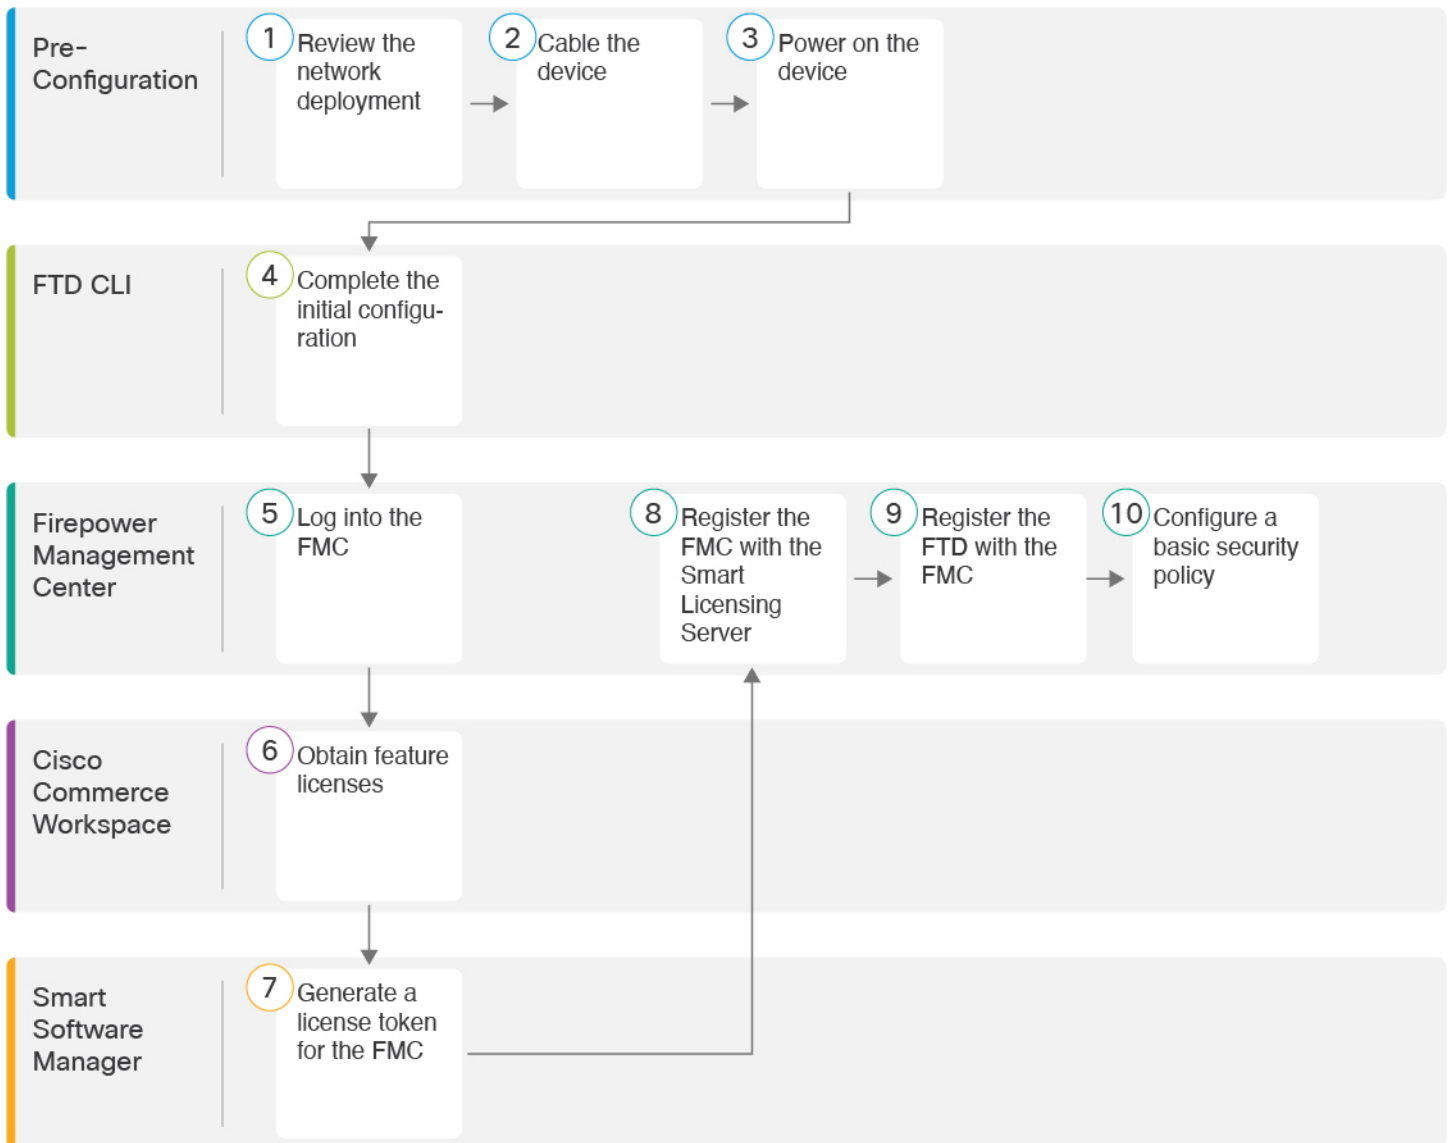 Pre-
Configuration
1
Review the
network
deployment
2
Cable the
device
3
Power on the
device
FTD CLI
4
Complete the
initial configu-
ration
Firepower
Management
Center
5
Log into the
FMC
8
Register the
FMC with the
Smart
Licensing
Server
9
Register the
FTD with the
FMC
10
Configure a
basic security
policy
Cisco
Commerce
Workspace
6
Obtain feature
licenses
Smart
Software
Manager
7
Generate a
license token
for the FMC